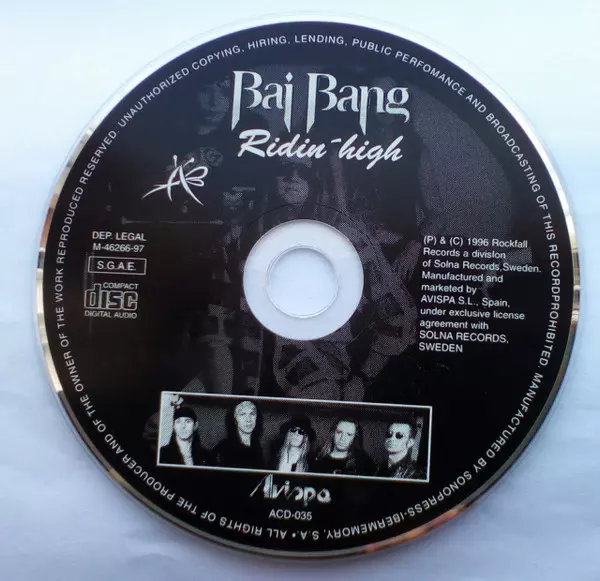 Bai Bang
Ridin´high
DEP. LEGAL
M-46266-97
S.G.A.E.
COMPACT
disc
DIGITAL AUDIO
(P) & (C) 1996 Rockfall
Records a division
of Solna Records,Sweden.
Manufactured and
marketed by
AVISPA S.L., Spain,
under exclusive license
agreement with
SOLNA RECORDS,
SWEDEN
Avispa
ACD-035
ALL RIGHTS OF THE PRODUCER AND OF THE OWNER OF THE WORK REPRODUCED RESERVED. UNAUTHORIZED COPYING, HIRING, LENDING, PUBLIC PERFOMANCE AND BROADCASTING OF THIS RECORDPROHIBITED. MANUFACTURED BY SONOPRESS-IBERMEMORY, S.A. •